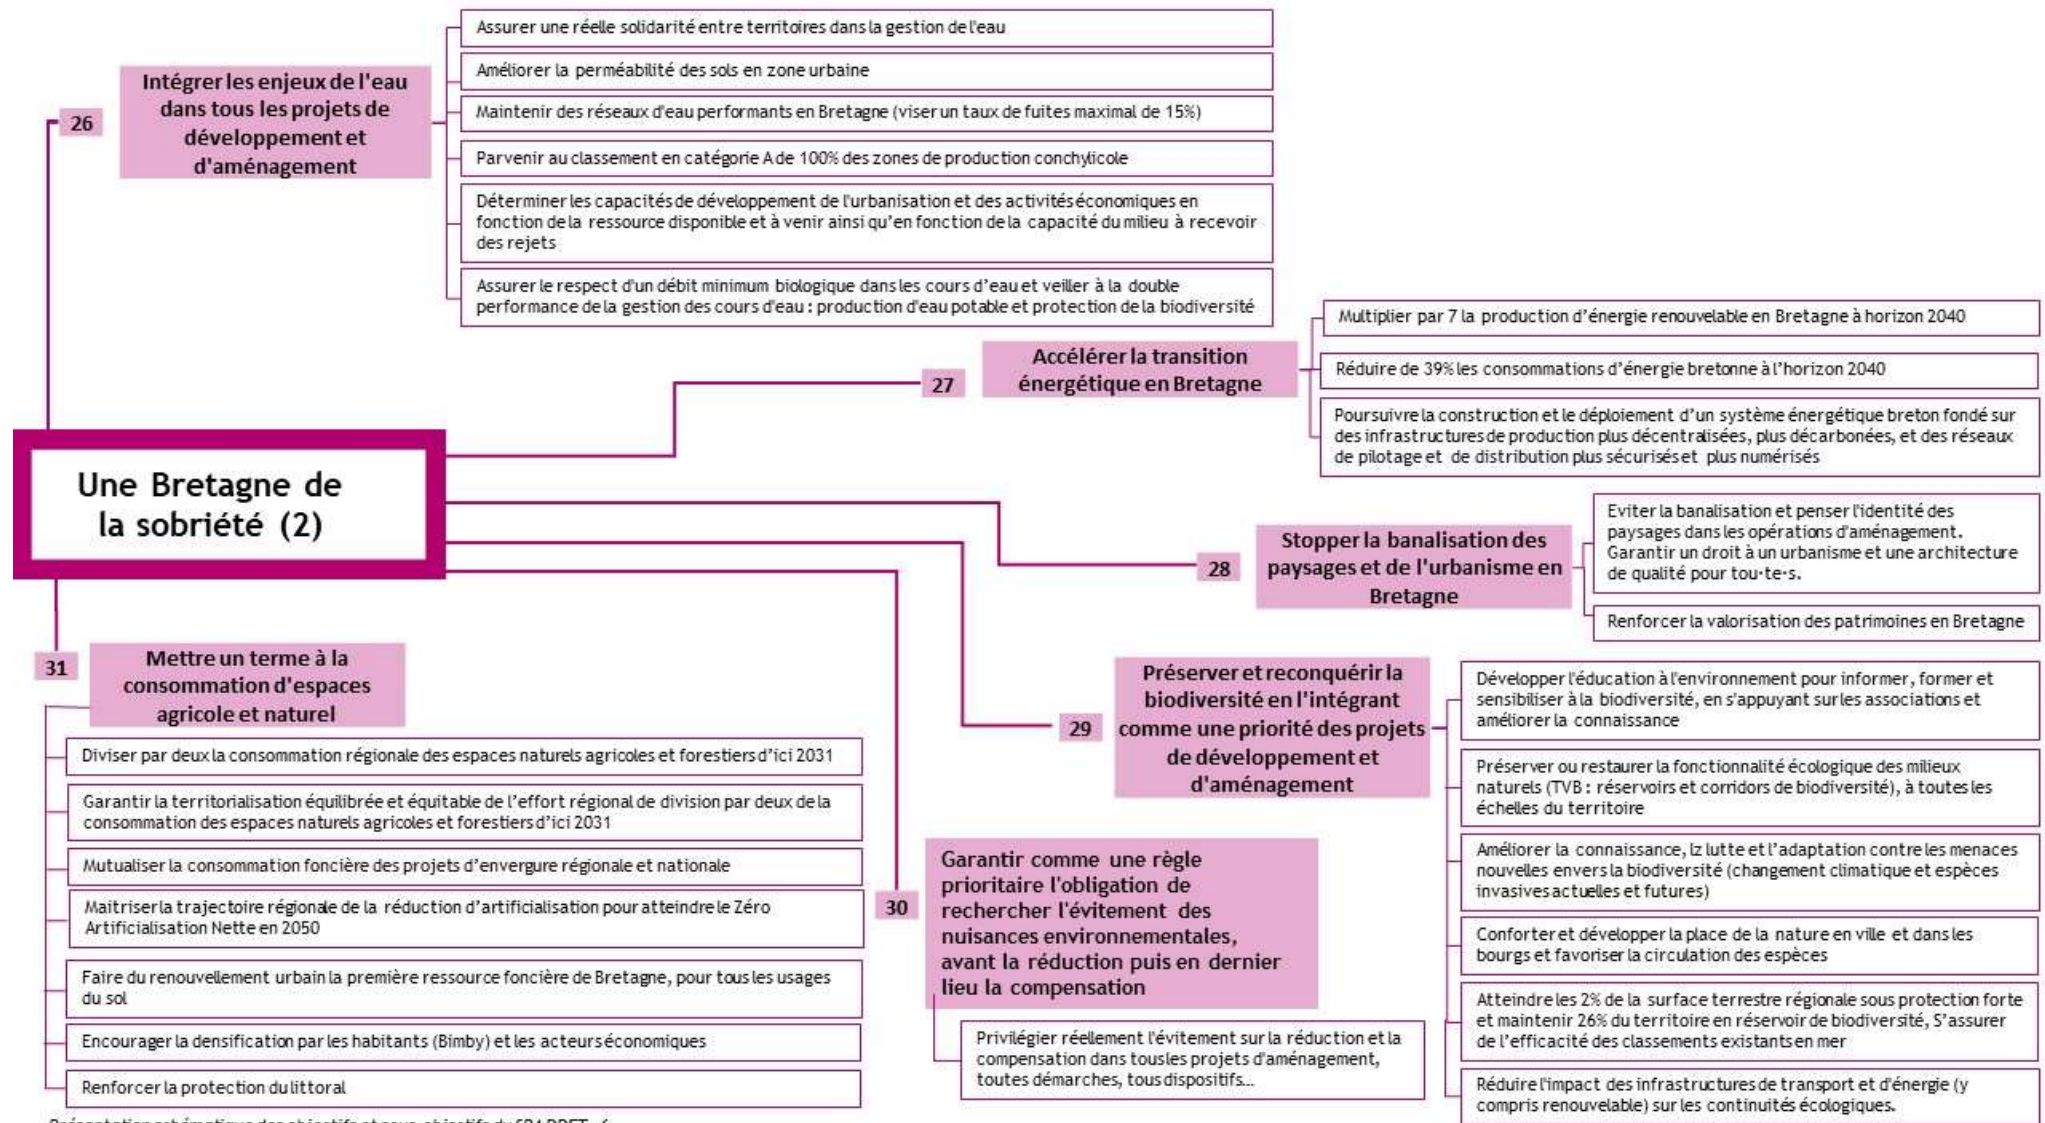 Assurer une réelle solidarité entre territoires dans la gestion de l'eau
Améliorer la perméabilité des sols en zone urbaine
Maintenir des réseaux d'eau performants en Bretagne (viser un taux de fuites maximal de 15%)
Parvenir au classement en catégorie A de 100% des zones de production conchylicole
Déterminer les capacités de développement de l'urbanisation et des activités économiques en
fonction de la ressource disponible et à venir ainsi qu'en fonction de la capacité du milieu à recevoir
des rejets
Assurer le respect d'un débit minimum biologique dans les cours d'eau et veiller à la double
performance de la gestion des cours d'eau : production d'eau potable et protection de la biodiversité
26
Intégrer les enjeux de l'eau
dans tous les projets de
développement et
d'aménagement
27
Accélérer la transition
énergétique en Bretagne
Multiplier par 7 la production d'énergie renouvelable en Bretagne à horizon 2040
Réduire de 39% les consommations d'énergie bretonne à l'horizon 2040
Poursuivre la construction et le déploiement d'un système énergétique breton fondé sur
des infrastructures de production plus décentralisées, plus décarbonées, et des réseaux
de pilotage et de distribution plus sécurisés et plus numérisés
Une Bretagne de
la sobriété (2)
28
Stopper la banalisation des
paysages et de l'urbanisme en
Bretagne
Eviter la banalisation et penser l'identité des
paysages dans les opérations d'aménagement.
Garantir un droit à un urbanisme et une architecture
de qualité pour tou·te·s.
Renforcer la valorisation des patrimoines en Bretagne
29
Préserver et reconquérir la
biodiversité en l'intégrant
comme une priorité des projets
de développement et
d'aménagement
Développer l'éducation à l'environnement pour informer, former et
sensibiliser à la biodiversité, en s'appuyant sur les associations et
améliorer la connaissance
Préserver ou restaurer la fonctionnalité écologique des milieux
naturels (TVB : réservoirs et corridors de biodiversité), à toutes les
échelles du territoire
Améliorer la connaissance, lz lutte et l'adaptation contre les menaces
nouvelles envers la biodiversité (changement climatique et espèces
invasives actuelles et futures)
Conforter et développer la place de la nature en ville et dans les
bourgs et favoriser la circulation des espèces
Atteindre les 2% de la surface terrestre régionale sous protection forte
et maintenir 26% du territoire en réservoir de biodiversité, S'assurer
de l'efficacité des classements existants en mer
Réduire l'impact des infrastructures de transport et d'énergie (y
compris renouvelable) sur les continuités écologiques.
30
Garantir comme une règle
prioritaire l'obligation de
rechercher l'évitement des
nuisances environnementales,
avant la réduction puis en dernier
lieu la compensation
Privilégier réellement l'évitement sur la réduction et la
compensation dans tous les projets d'aménagement,
toutes démarches, tous dispositifs…
31
Mettre un terme à la
consommation d'espaces
agricole et naturel
Diviser par deux la consommation régionale des espaces naturels agricoles et forestiers d'ici 2031
Garantir la territorialisation équilibrée et équitable de l'effort régional de division par deux de la
consommation des espaces naturels agricoles et forestiers d'ici 2031
Mutualiser la consommation foncière des projets d'envergure régionale et nationale
Maitriser la trajectoire régionale de la réduction d'artificialisation pour atteindre le Zéro
Artificialisation Nette en 2050
Faire du renouvellement urbain la première ressource foncière de Bretagne, pour tous les usages
du sol
Encourager la densification par les habitants (Bimby) et les acteurs économiques
Renforcer la protection du littoral